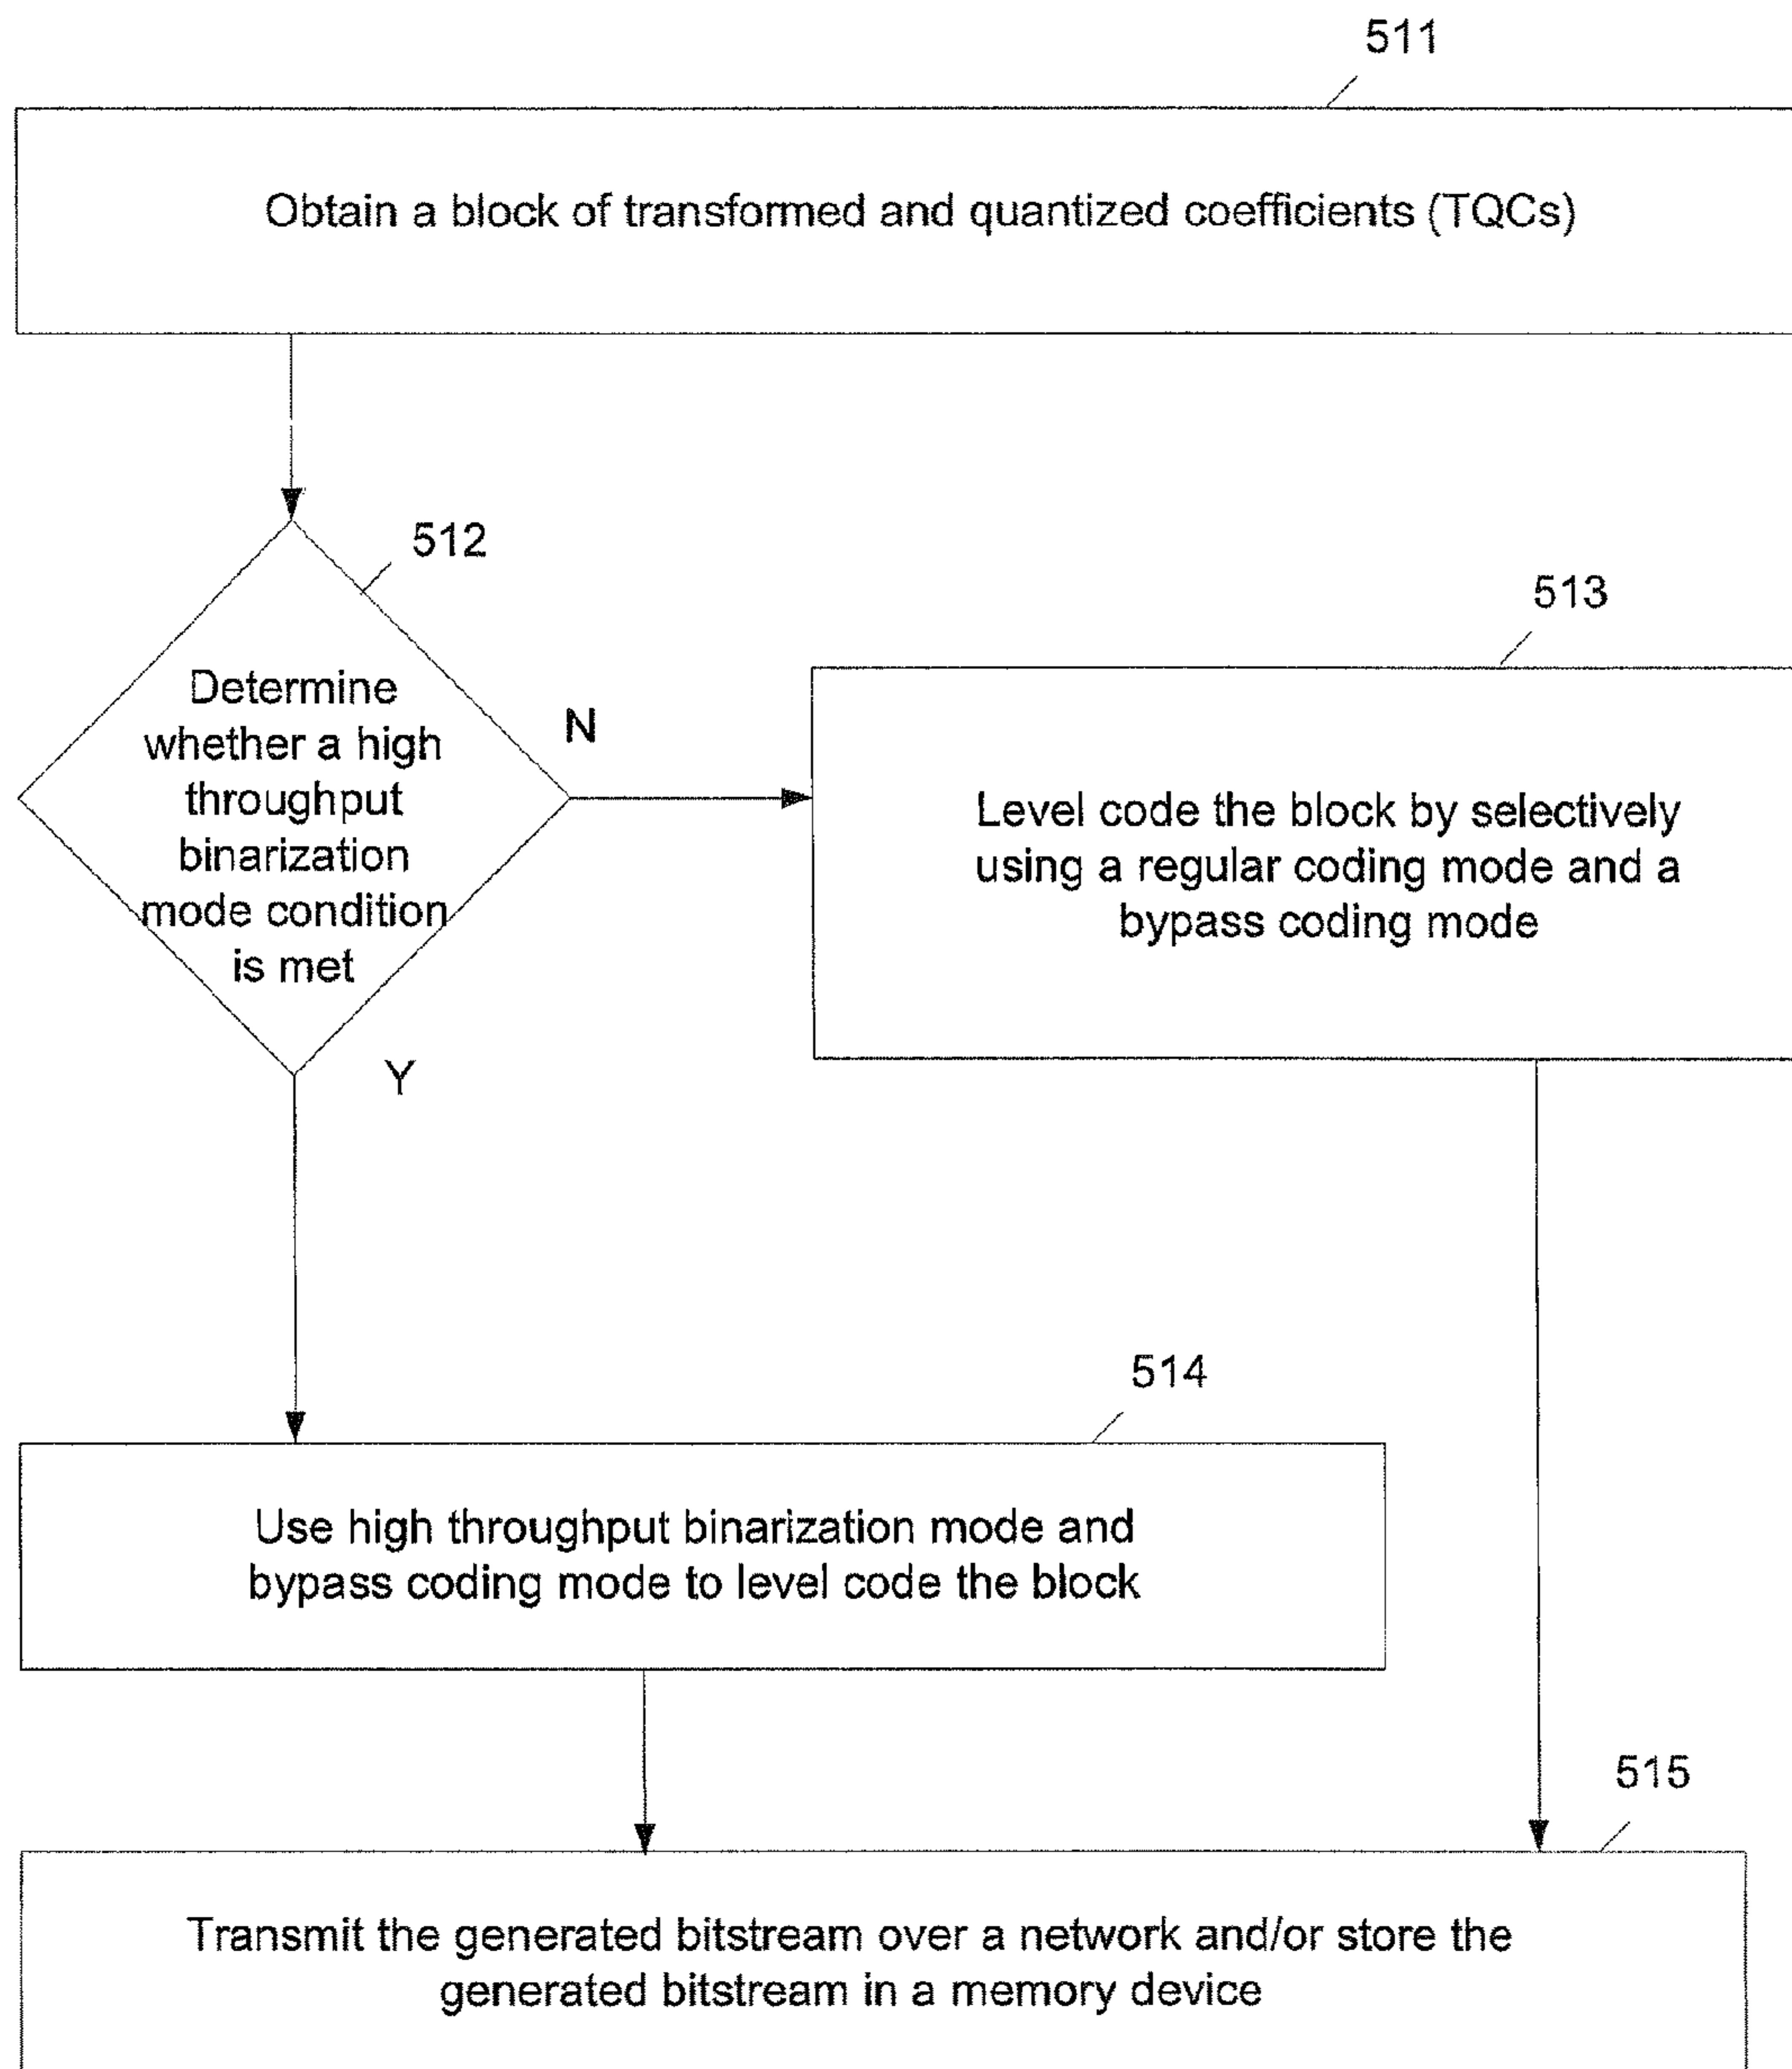 511
Obtain a block of transformed and quantized coefficients (TQCs)
512
Determine
whether a high
throughput
binarization
mode condition
is met
N
Y
513
Level code the block by selectively
using a regular coding mode and a
bypass coding mode
514
Use high throughput binarization mode and
bypass coding mode to level code the block
515
Transmit the generated bitstream over a network and/or store the
generated bitstream in a memory device